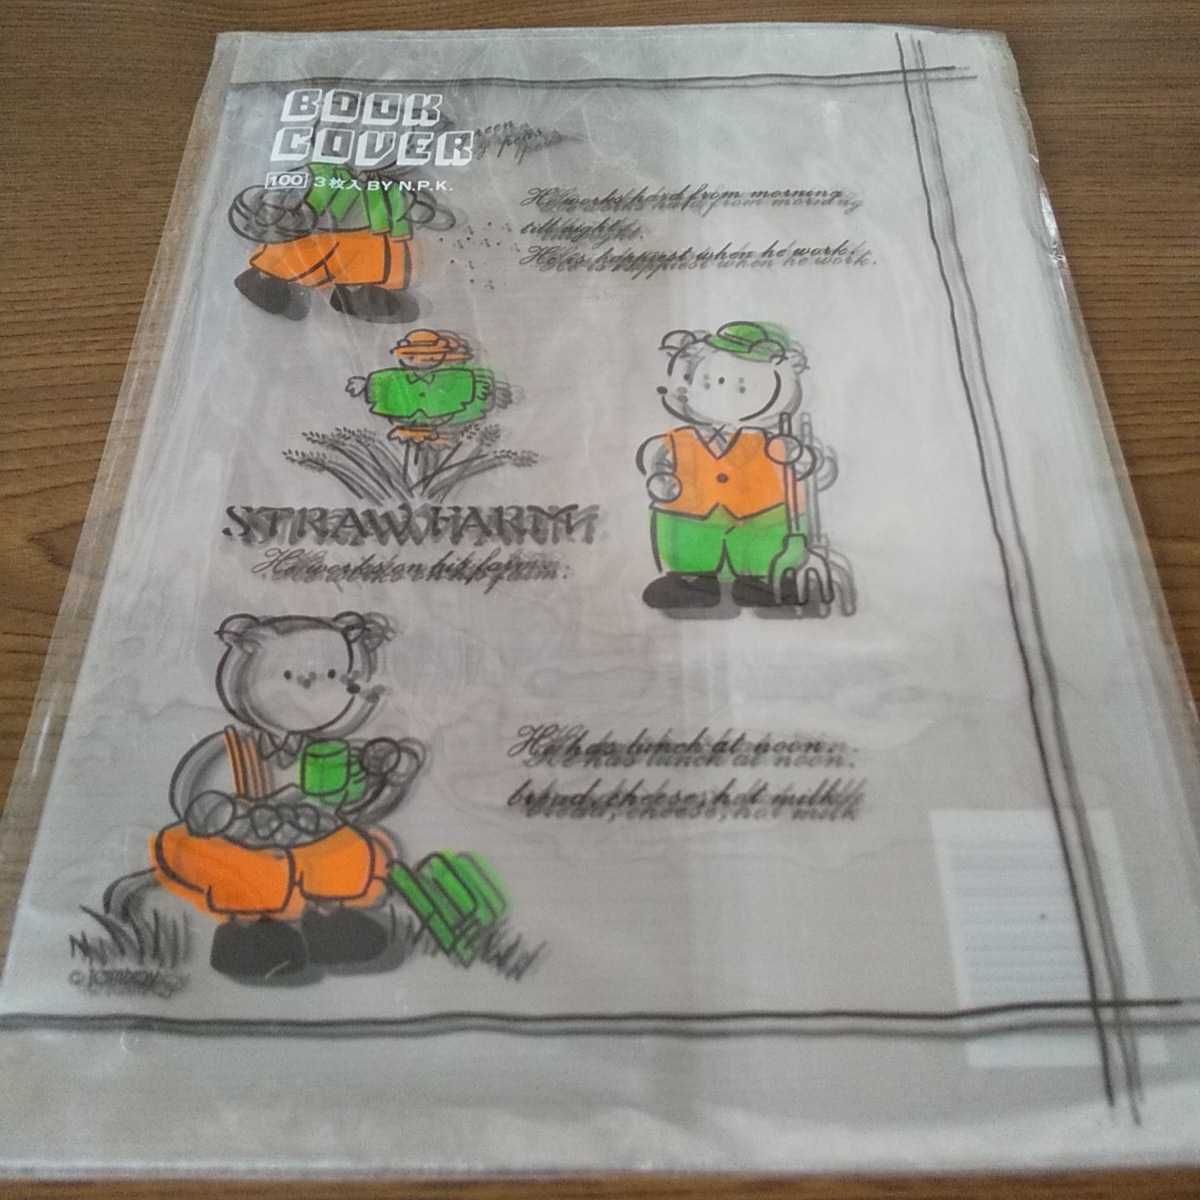 BOOK
COVER
100 3枚入 BY N.P.K.
He works hard from morning
till night.
He is happiest when he work.
STRAW FARM
He works on his farm.
He has lunch at noon.
bread, cheese, hot milk